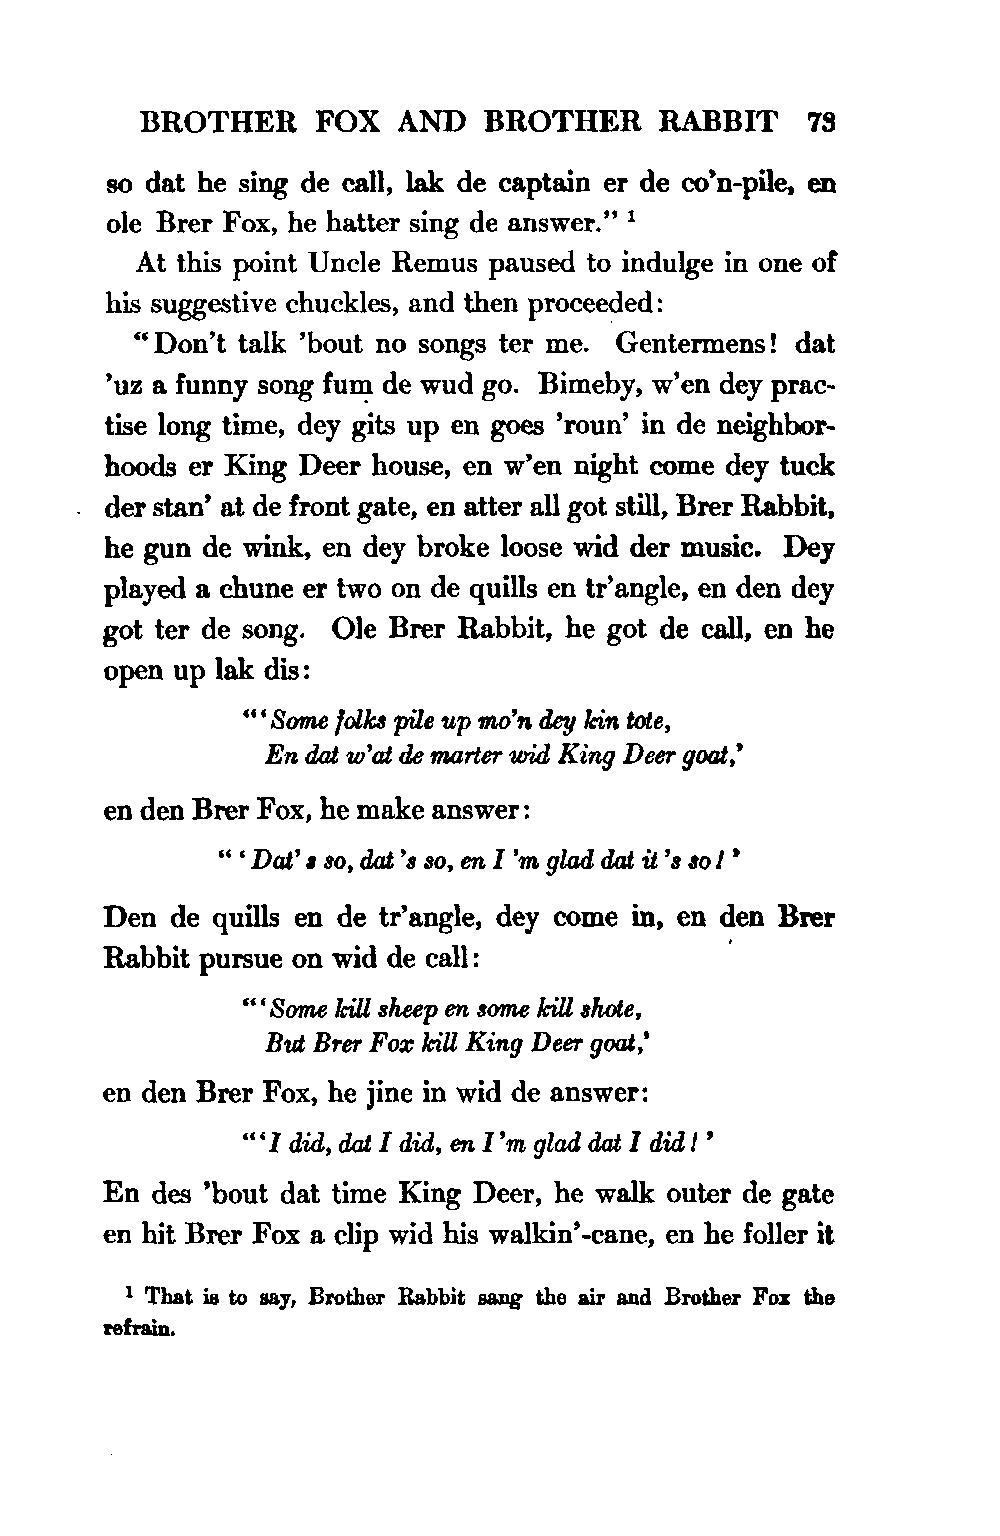 BROTHER FOX AND BROTHER RABBIT 73
so dat he sing de call, lak de captain er de co'n-pile, en
ole Brer Fox, he hatter sing de answer." ¹
At this point Uncle Remus paused to indulge in one of
his suggestive chuckles, and then proceeded:
"Don't talk 'bout no songs ter me. Gentermens! dat
'uz a funny song fum de wud go. Bimeby, w'en dey prac-
tise long time, dey gits up en goes 'roun' in de neighbor-
hoods er King Deer house, en w'en night come dey tuck
der stan' at de front gate, en atter all got still, Brer Rabbit,
he gun de wink, en dey broke loose wid der music. Dey
played a chune er two on de quills en tr'angle, en den dey
got ter de song. Ole Brer Rabbit, he got de call, en he
open up lak dis:
"'Some folks pile up mo'n dey kin tote,
En dat w'at de marter wid King Deer goat,'
en den Brer Fox, he make answer:
"'Dat's so, dat 's so, en I 'm glad dat it 's so!'
Den de quills en de tr'angle, dey come in, en den Brer
Rabbit pursue on wid de call:
"'Some kill sheep en some kill shote,
But Brer Fox kill King Deer goat,'
en den Brer Fox, he jine in wid de answer:
"'I did, dat I did, en I 'm glad dat I did!'
En des 'bout dat time King Deer, he walk outer de gate
en hit Brer Fox a clip wid his walkin'-cane, en he foller it
¹ That is to say, Brother Rabbit sang the air and Brother Fox the
refrain.